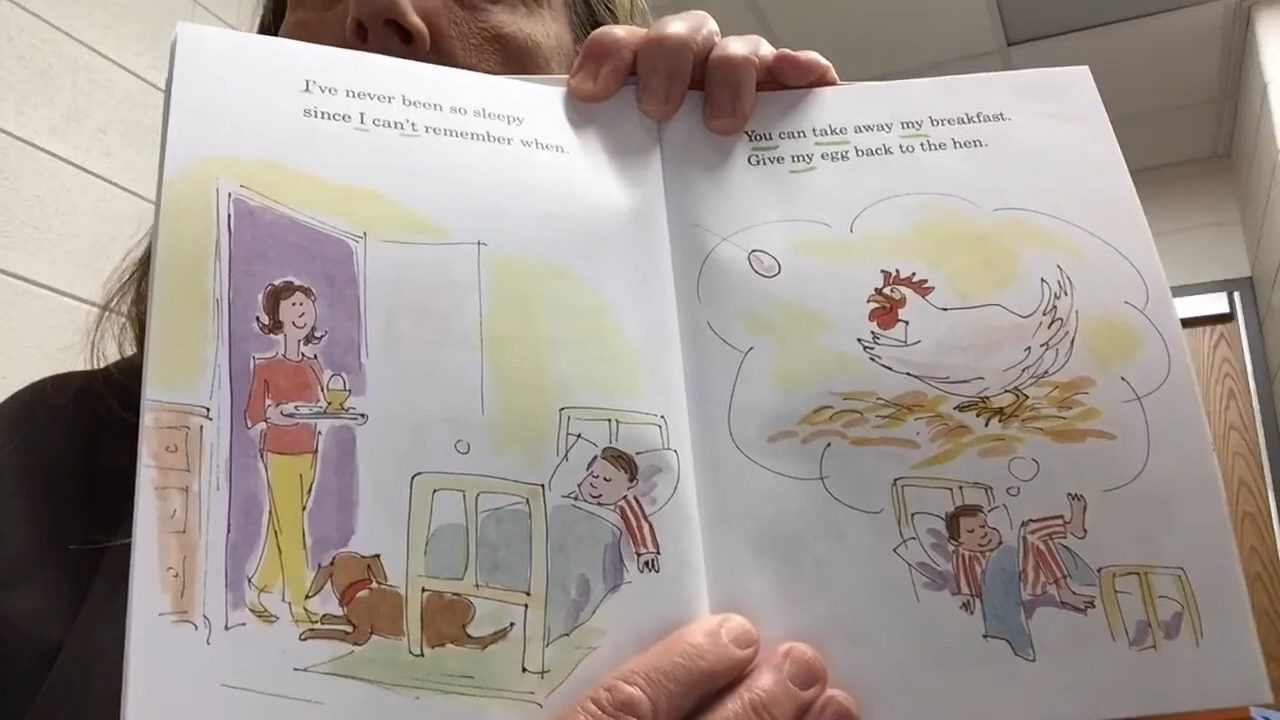 I've never been so sleepy
since I can't remember when.
You can take away my breakfast.
Give my egg back to the hen.